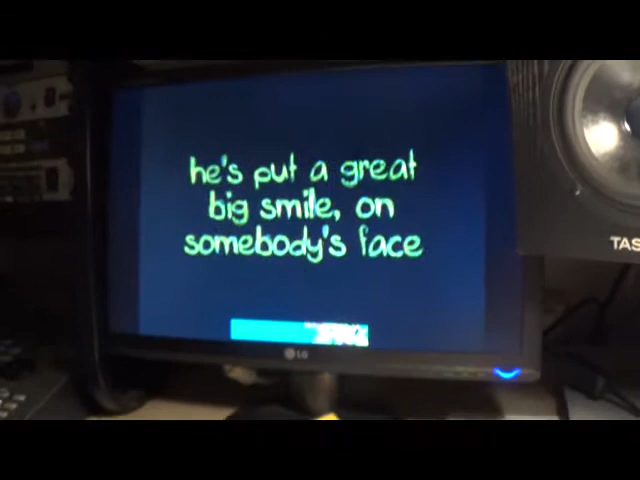 he's put a great
big smile, on
somebody's face
LG
TAS